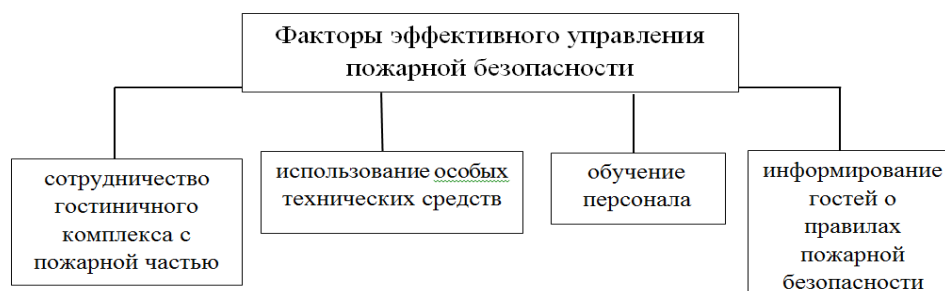 Факторы эффективного управления
пожарной безопасности
сотрудничество
гостиничного
комплекса с
пожарной частью
использование особых
технических средств
обучение
персонала
информирование
гостей о
правилах
пожарной
безопасности